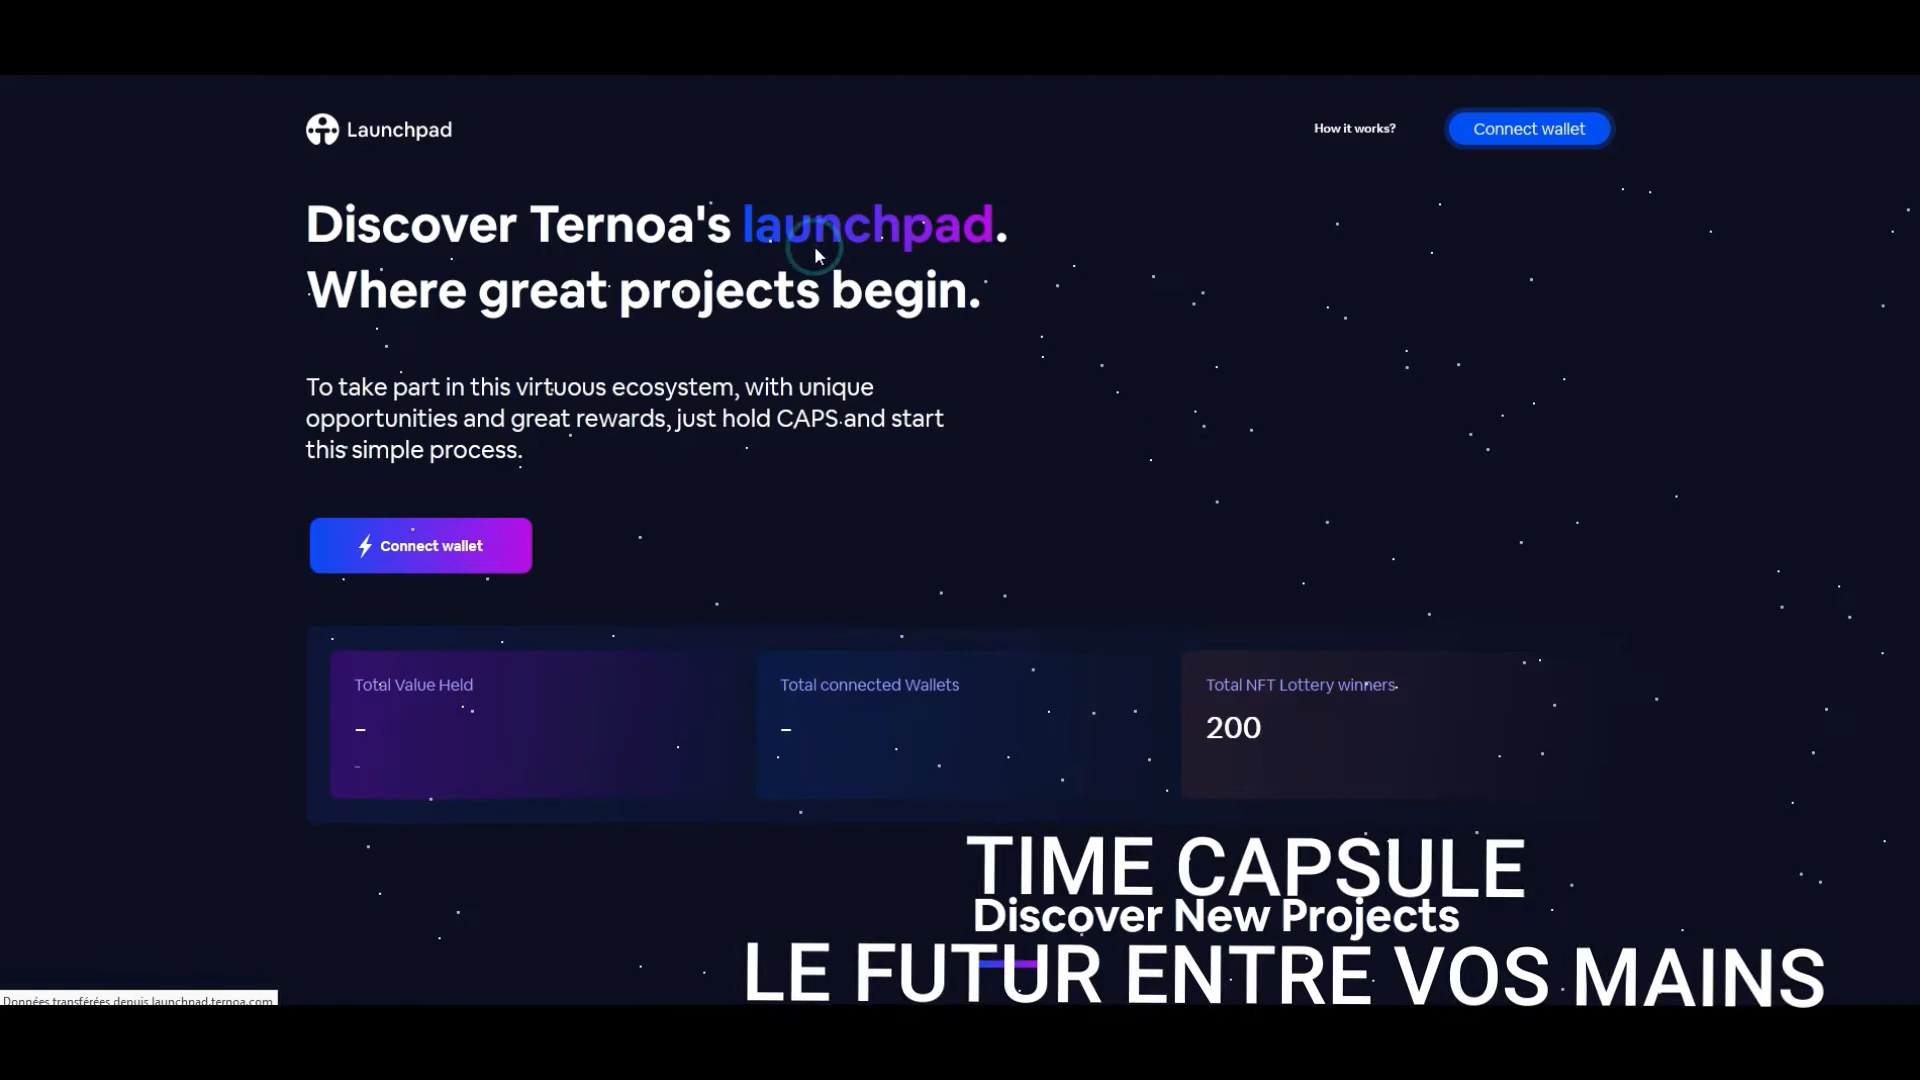 Launchpad
How it works?
Connect wallet
Discover Ternoa's launchpad.
Where great projects begin.
To take part in this virtuous ecosystem, with unique
opportunities and great rewards, just hold CAPS and start
this simple process.
Connect wallet
Total Value Held
-
-
Total connected Wallets
-
Total NFT Lottery winners
200
TIME CAPSULE
Discover New Projects
LE FUTUR ENTRE VOS MAINS
Données transférées depuis launchpad.ternoa.com